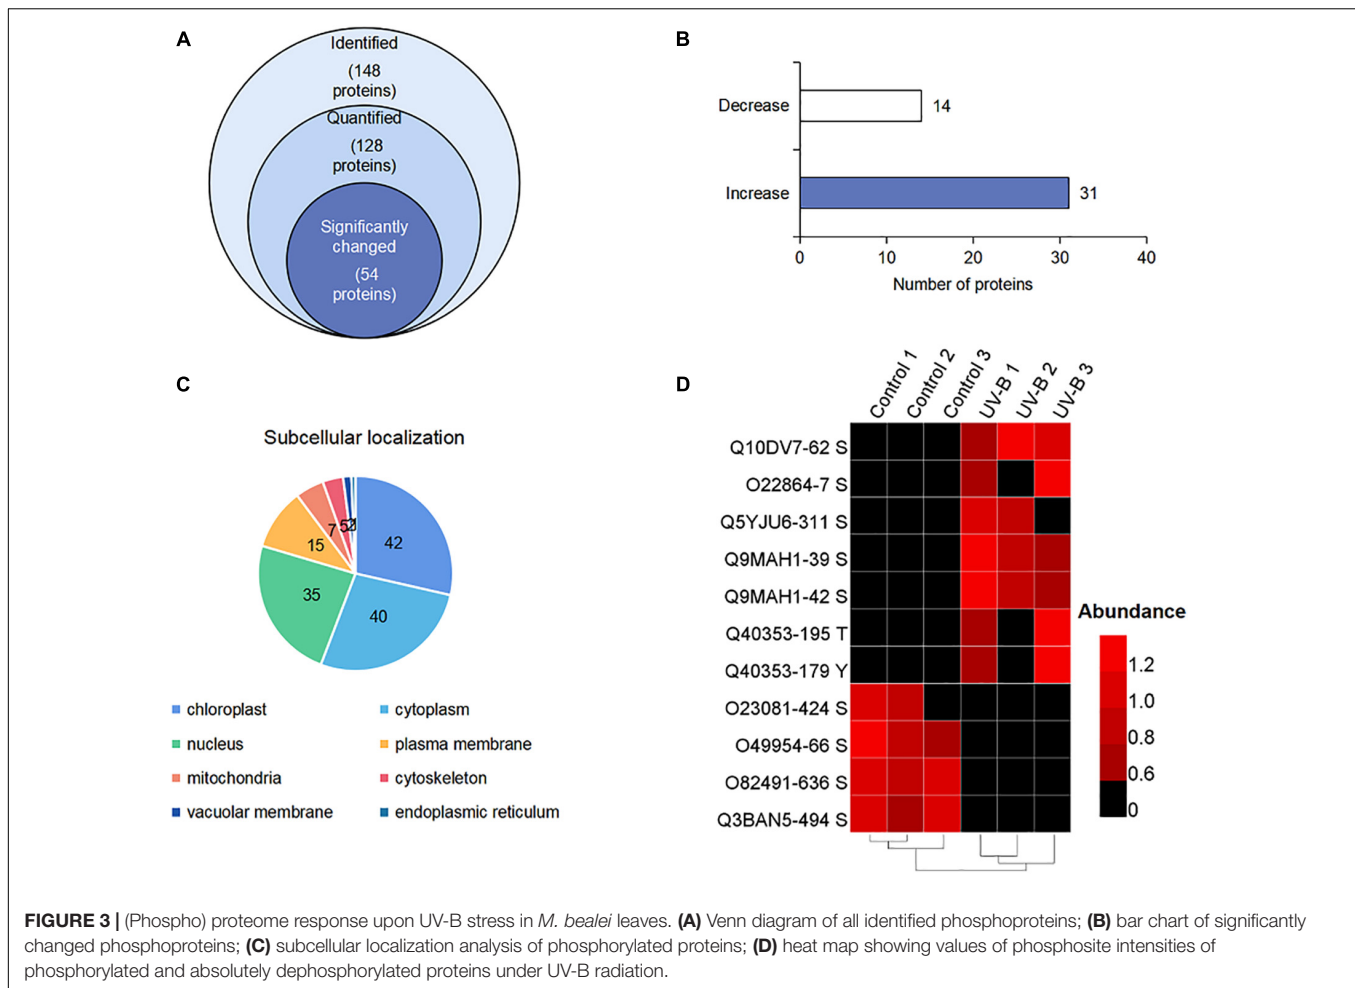 A
Identified
(148
proteins)
Quantified
(128
proteins)
Significantly
changed
(54
proteins)
B
Decrease
14
Increase
31
0 10 20 30 40
Number of proteins
C
Subcellular localization
42
40
35
15
7
5
2
1
chloroplast
cytoplasm
nucleus
plasma membrane
mitochondria
cytoskeleton
vacuolar membrane
endoplasmic reticulum
D
Control 1
Control 2
Control 3
UV-B 1
UV-B 2
UV-B 3
Q10DV7-62 S
O22864-7 S
Q5YJU6-311 S
Q9MAH1-39 S
Q9MAH1-42 S
Q40353-195 T
Q40353-179 Y
O23081-424 S
O49954-66 S
O82491-636 S
Q3BAN5-494 S
Abundance
1.2
1.0
0.8
0.6
0
FIGURE 3 | (Phospho) proteome response upon UV-B stress in M. bealei leaves. (A) Venn diagram of all identified phosphoproteins; (B) bar chart of significantly
changed phosphoproteins; (C) subcellular localization analysis of phosphorylated proteins; (D) heat map showing values of phosphosite intensities of
phosphorylated and absolutely dephosphorylated proteins under UV-B radiation.